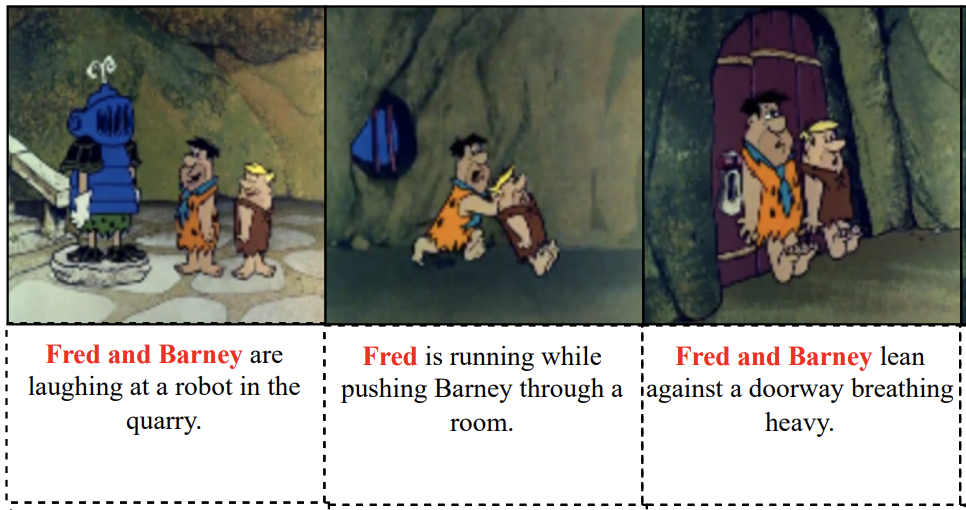 Fred and Barney are
laughing at a robot in the
quarry.
Fred is running while
pushing Barney through a
room.
Fred and Barney lean
against a doorway breathing
heavy.